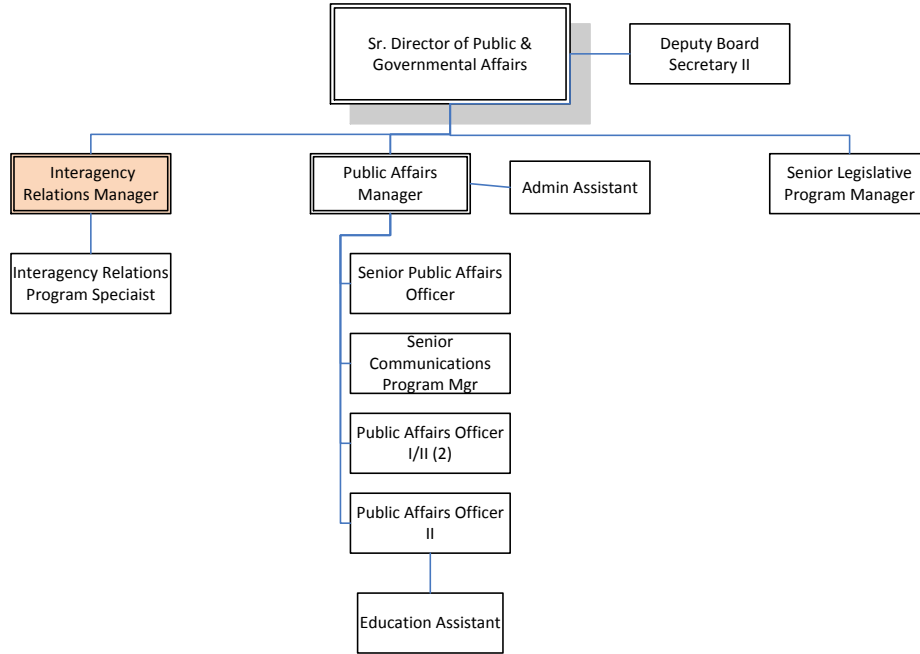 Sr. Director of Public &
Governmental Affairs
Deputy Board
Secretary II
Interagency
Relations Manager
Public Affairs
Manager
Admin Assistant
Senior Legislative
Program Manager
Interagency Relations
Program Speciaist
Senior Public Affairs
Officer
Senior
Communications
Program Mgr
Public Affairs Officer
I/II (2)
Public Affairs Officer
II
Education Assistant